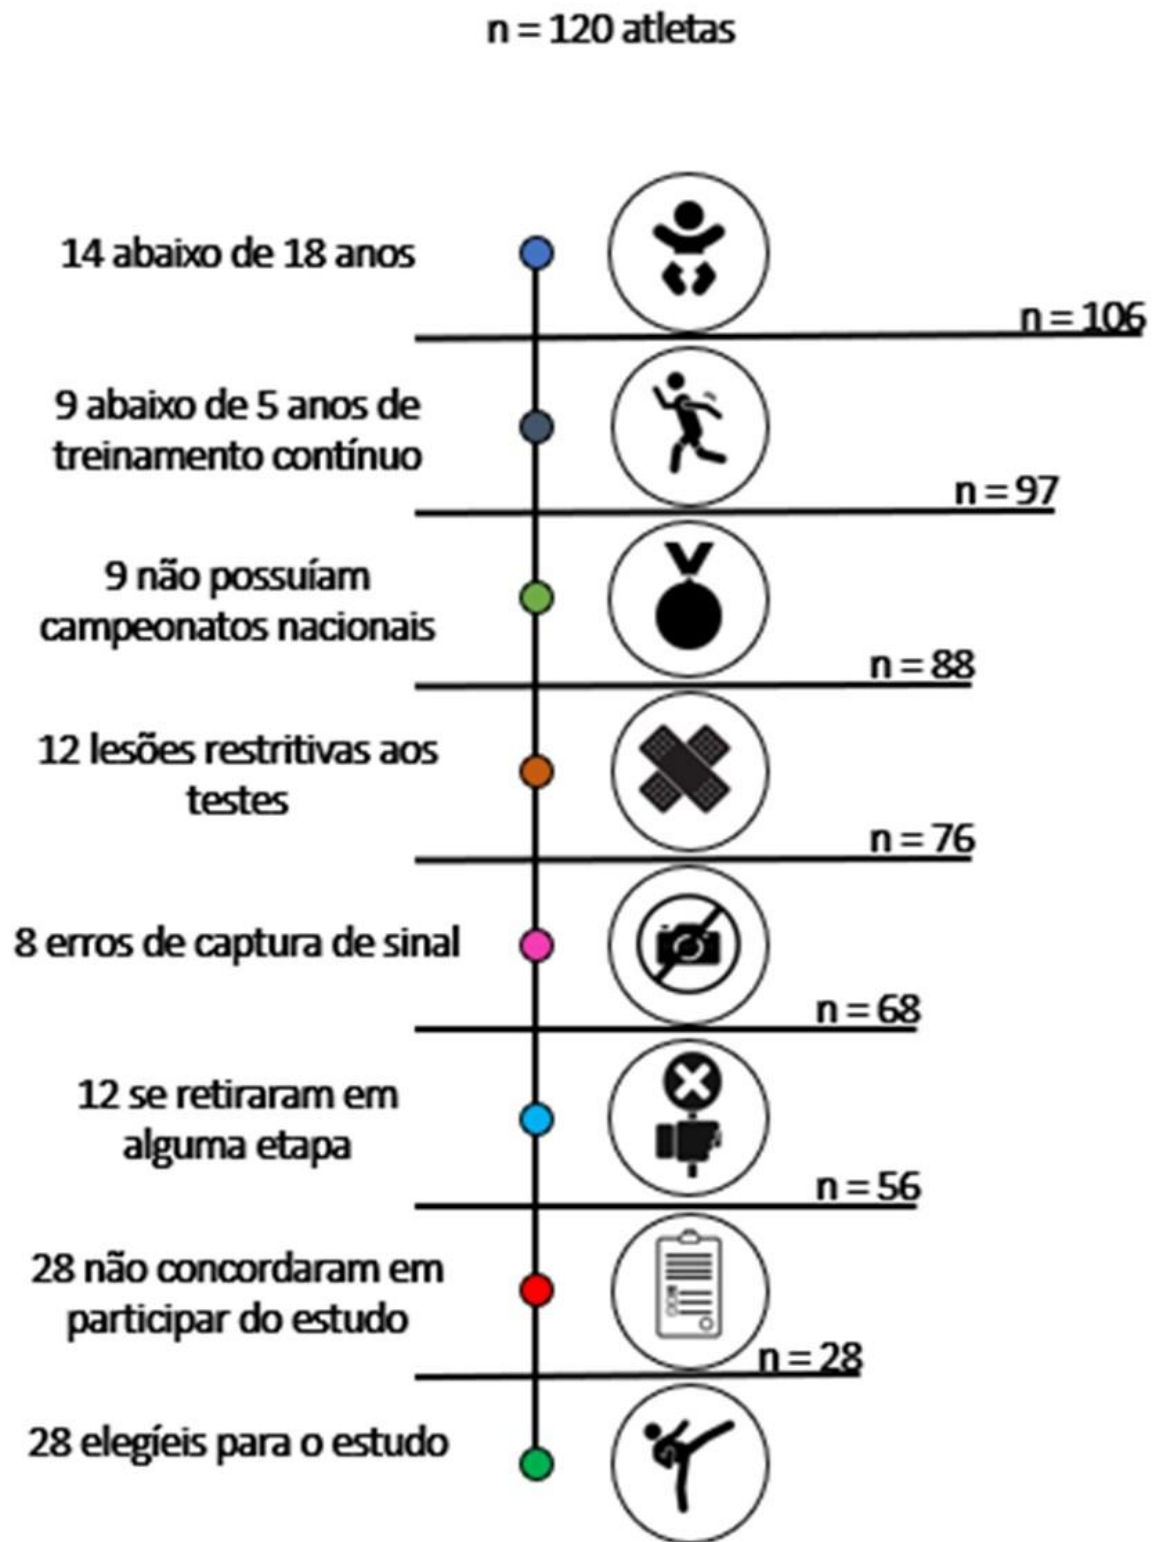 n = 120 atletas
14 abaixo de 18 anos
n = 106
9 abaixo de 5 anos de
treinamento contínuo
n = 97
9 não possuíam
campeonatos nacionais
n = 88
12 lesões restritivas aos
testes
n = 76
8 erros de captura de sinal
n = 68
12 se retiraram em
alguma etapa
n = 56
28 não concordaram em
participar do estudo
n = 28
28 elegíeis para o estudo